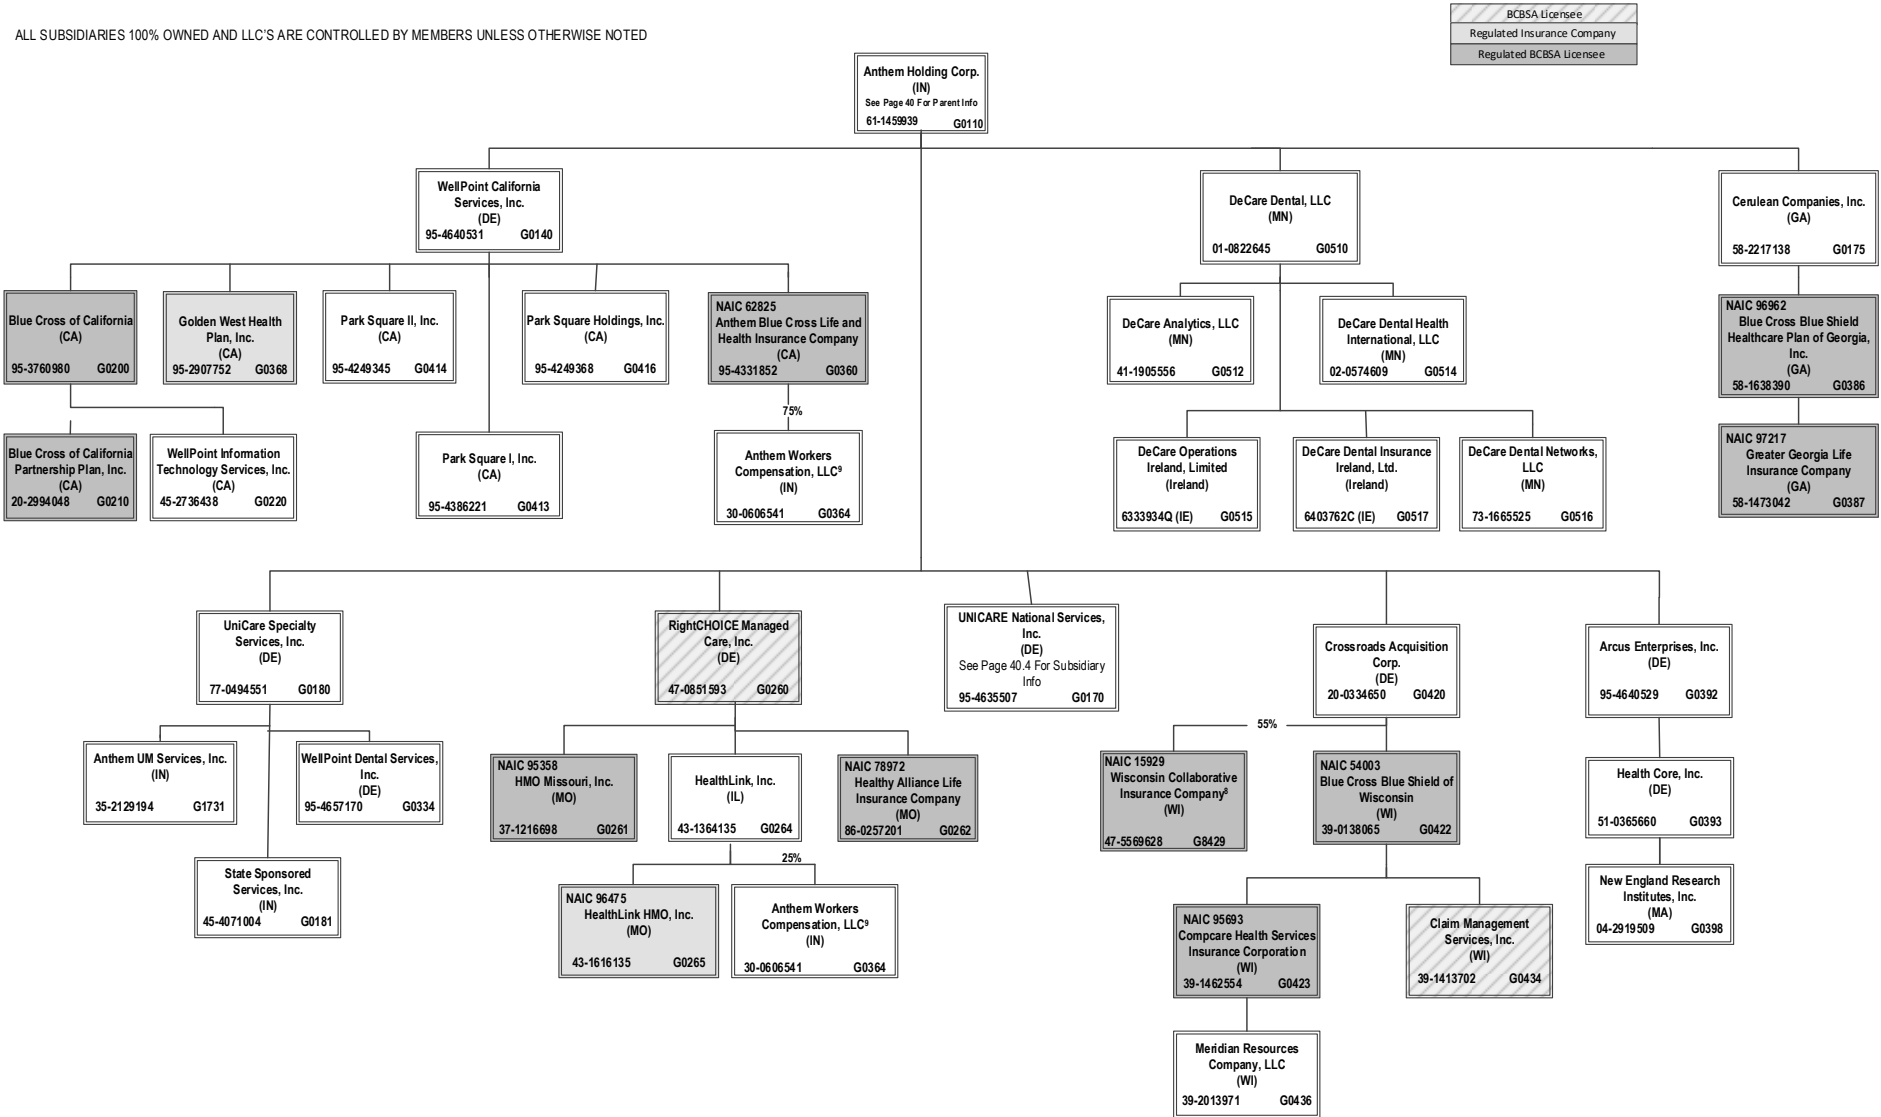 BCBSA Licensee
Regulated Insurance Company
Regulated BCBSA Licensee
ALL SUBSIDIARIES 100% OWNED AND LLC'S ARE CONTROLLED BY MEMBERS UNLESS OTHERWISE NOTED
Anthem Holding Corp.
(IN)
See Page 40 For Parent Info
61-1459939 G0110
WellPoint California
Services, Inc.
(DE)
95-4640531 G0140
DeCare Dental, LLC
(MN)
01-0822645 G0510
Cerulean Companies, Inc.
(GA)
58-2217138 G0175
Blue Cross of California
(CA)
95-3760980 G0200
Golden West Health
Plan, Inc.
(CA)
95-2907752 G0368
Park Square II, Inc.
(CA)
95-4249345 G0414
Park Square Holdings, Inc.
(CA)
95-4249368 G0416
NAIC 62825
Anthem Blue Cross Life and
Health Insurance Company
(CA)
95-4331852 G0360
DeCare Analytics, LLC
(MN)
41-1905556 G0512
DeCare Dental Health
International, LLC
(MN)
02-0574609 G0514
NAIC 96962
Blue Cross Blue Shield
Healthcare Plan of Georgia,
Inc.
(GA)
58-1638390 G0386
75%
Blue Cross of California
Partnership Plan, Inc.
(CA)
20-2994048 G0210
WellPoint Information
Technology Services, Inc.
(CA)
45-2736438 G0220
Park Square I, Inc.
(CA)
95-4386221 G0413
Anthem Workers
Compensation, LLC⁹
(IN)
30-0606541 G0364
DeCare Operations
Ireland, Limited
(Ireland)
6333934Q (IE) G0515
DeCare Dental Insurance
Ireland, Ltd.
(Ireland)
6403762C (IE) G0517
DeCare Dental Networks,
LLC
(MN)
73-1665525 G0516
NAIC 97217
Greater Georgia Life
Insurance Company
(GA)
58-1473042 G0387
UniCare Specialty
Services, Inc.
(DE)
77-0494551 G0180
RightCHOICE Managed
Care, Inc.
(DE)
47-0851593 G0260
UNICARE National Services,
Inc.
(DE)
See Page 40.4 For Subsidiary
Info
95-4635507 G0170
Crossroads Acquisition
Corp.
(DE)
20-0334650 G0420
Arcus Enterprises, Inc.
(DE)
95-4640529 G0392
55%
Anthem UM Services, Inc.
(IN)
35-2129194 G1731
WellPoint Dental Services,
Inc.
(DE)
95-4657170 G0334
NAIC 95358
HMO Missouri, Inc.
(MO)
37-1216698 G0261
HealthLink, Inc.
(IL)
43-1364135 G0264
NAIC 78972
Healthy Alliance Life
Insurance Company
(MO)
86-0257201 G0262
NAIC 15929
Wisconsin Collaborative
Insurance Company⁸
(WI)
47-5569628 G8429
NAIC 54003
Blue Cross Blue Shield of
Wisconsin
(WI)
39-0138065 G0422
Health Core, Inc.
(DE)
51-0365660 G0393
25%
State Sponsored
Services, Inc.
(IN)
45-4071004 G0181
NAIC 96475
HealthLink HMO, Inc.
(MO)
43-1616135 G0265
Anthem Workers
Compensation, LLC⁹
(IN)
30-0606541 G0364
NAIC 95693
Compcare Health Services
Insurance Corporation
(WI)
39-1462554 G0423
Claim Management
Services, Inc.
(WI)
39-1413702 G0434
New England Research
Institutes, Inc.
(MA)
04-2919509 G0398
Meridian Resources
Company, LLC
(WI)
39-2013971 G0436